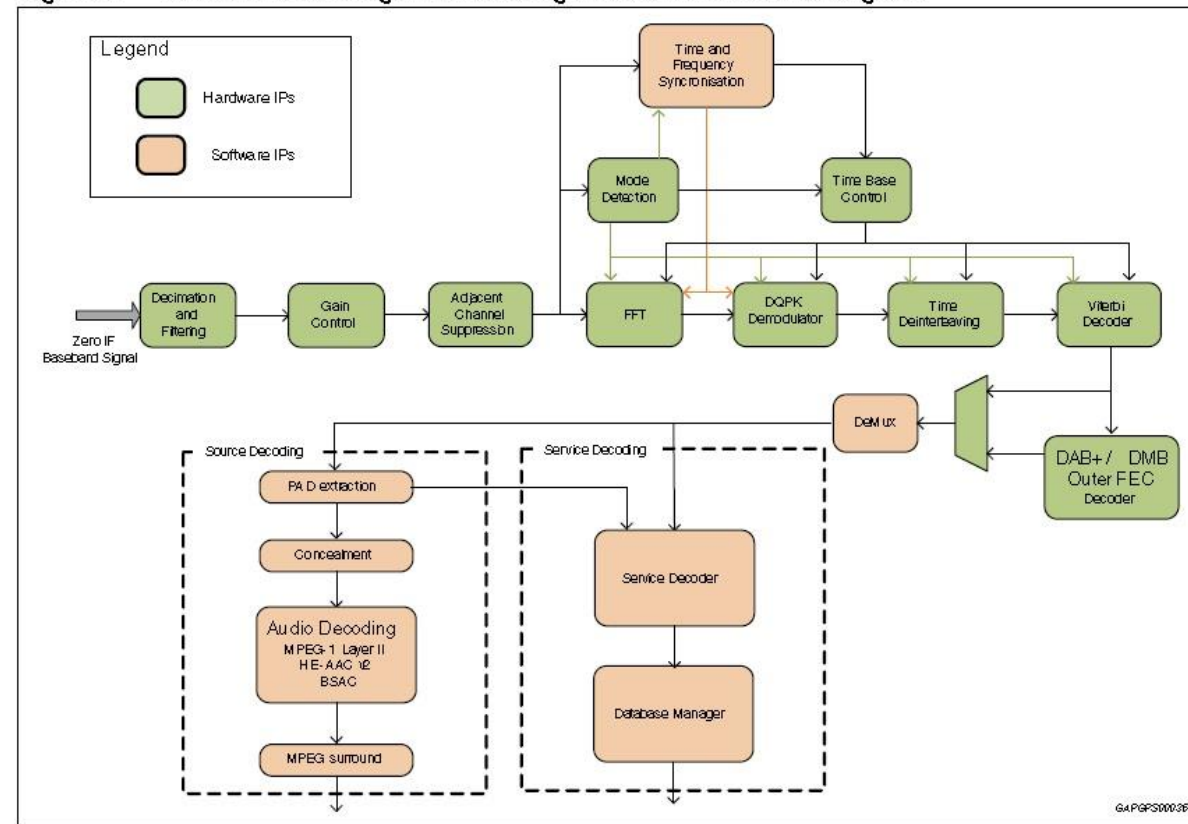 Legend
Hardware IPs
Software IPs
Time and
Frequency
Syncronisation
Mode
Detection
Time Base
Control
Decimation
and
Filtering
Gain
Control
Adjacent
Channel
Suppression
FFT
DQPK
Demodulator
Time
Deinterleaving
Viterbi
Decoder
Zero IF
Baseband Signal
DeMux
DAB+ / DMB
Outer FEC
Decoder
Source Decoding
Service Decoding
PAD extraction
Concealment
Service Decoder
Audio Decoding
MPEG-1 Layer II
HE-AAC v2
BSAC
Database Manager
MPEG surround